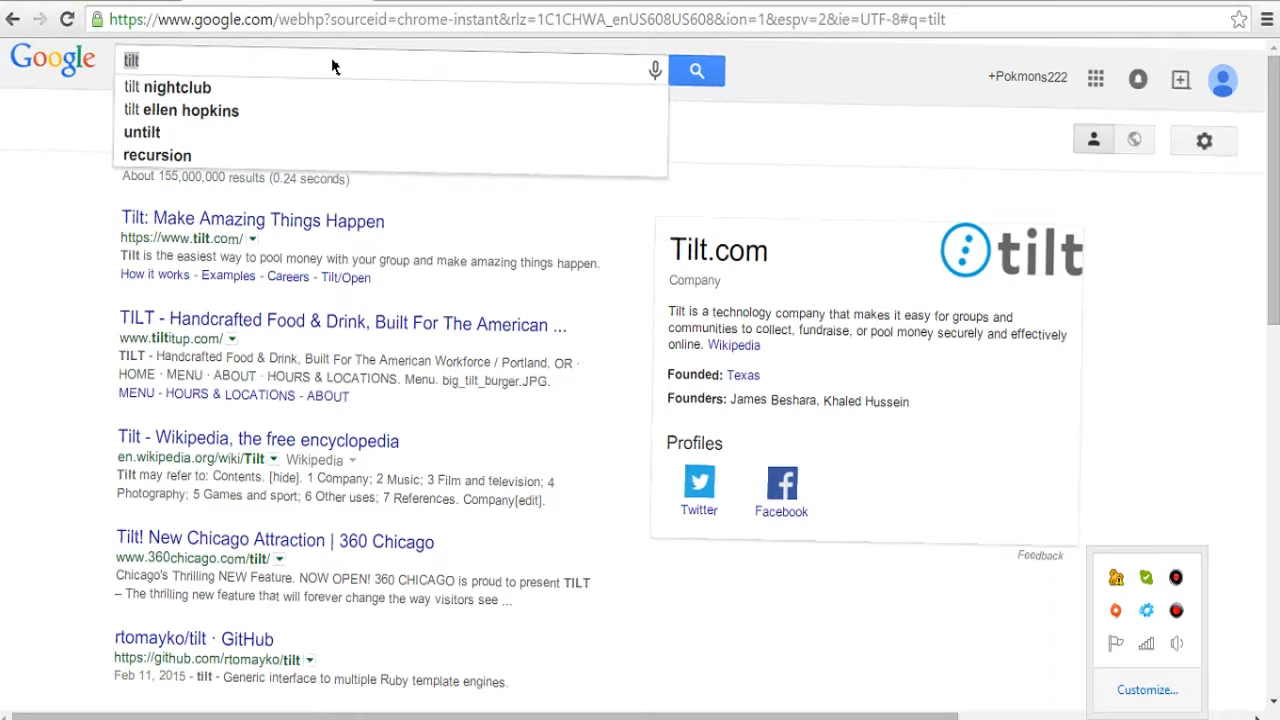 https://www.google.com/webhp?sourceid=chrome-instant&rlz=1C1CHWA_enUS608US608&ion=1&espv=2&ie=UTF-8#q=tilt
Google
tilt
+Pokmons222
tilt nightclub
tilt ellen hopkins
untilt
recursion
About 155,000,000 results (0.24 seconds)
Tilt: Make Amazing Things Happen
https://www.tilt.com/
Tilt is the easiest way to pool money with your group and make amazing things happen.
How it works - Examples - Careers - Tilt/Open
TILT - Handcrafted Food & Drink, Built For The American ...
www.tiltitup.com/
TILT - Handcrafted Food & Drink, Built For The American Workforce / Portland, OR ·
HOME · MENU · ABOUT · HOURS & LOCATIONS. Menu. big_tilt_burger.JPG.
MENU - HOURS & LOCATIONS - ABOUT
Tilt - Wikipedia, the free encyclopedia
en.wikipedia.org/wiki/Tilt Wikipedia
Tilt may refer to: Contents. [hide]. 1 Company; 2 Music; 3 Film and television; 4
Photography; 5 Games and sport; 6 Other uses; 7 References. Company[edit].
Tilt! New Chicago Attraction | 360 Chicago
www.360chicago.com/tilt/
Chicago's Thrilling NEW Feature. NOW OPEN! 360 CHICAGO is proud to present TILT
– The thrilling new feature that will forever change the way visitors see ...
rtomayko/tilt · GitHub
https://github.com/rtomayko/tilt
Feb 11, 2015 - tilt - Generic interface to multiple Ruby template engines.
Tilt.com
tilt
Company
Tilt is a technology company that makes it easy for groups and
communities to collect, fundraise, or pool money securely and effectively
online. Wikipedia
Founded: Texas
Founders: James Beshara, Khaled Hussein
Profiles
Twitter
Facebook
Feedback
Customize...